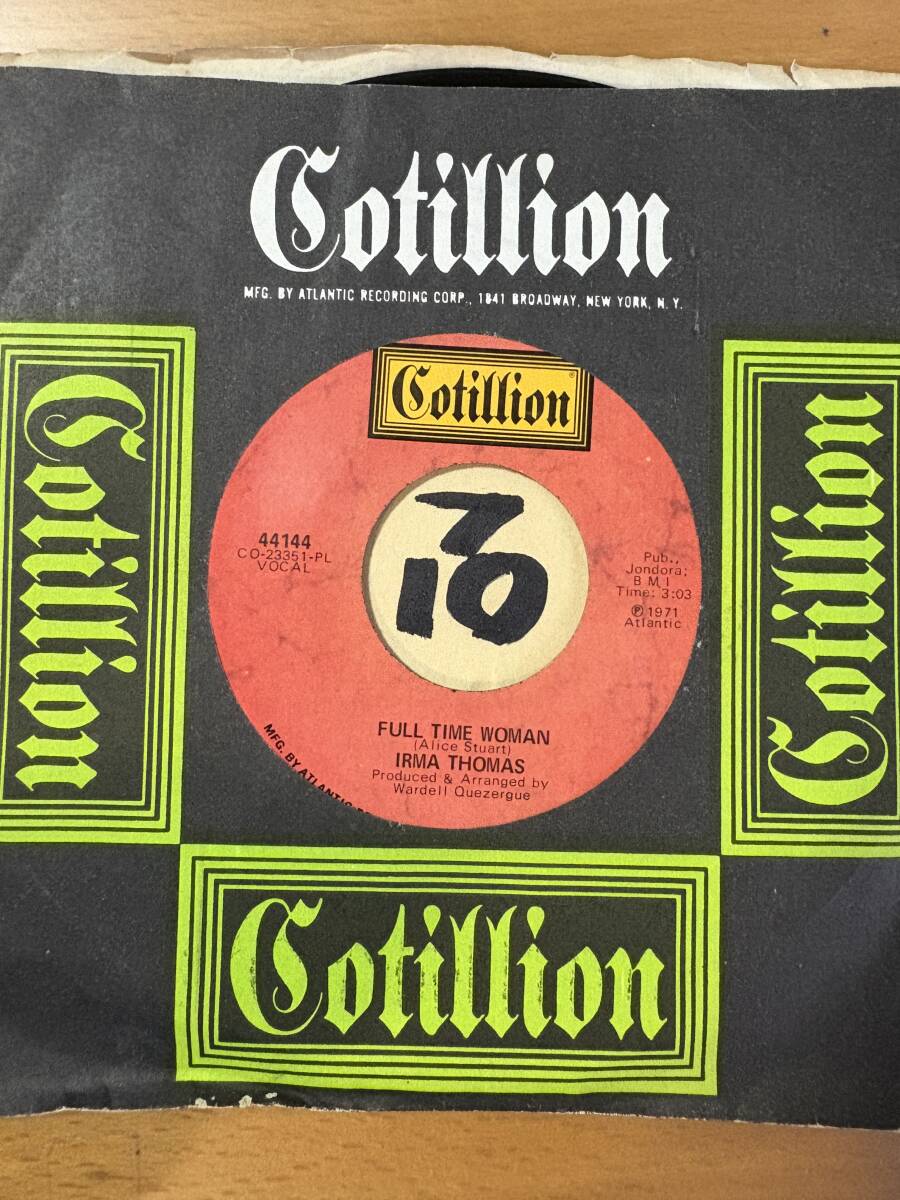 Cotillion
MFG. BY ATLANTIC RECORDING CORP., 1841 BROADWAY, NEW YORK, N.Y.
Cotillion
Cotillion
Cotillion
44144
CO-23351-PL
VOCAL
7
10
Pub.,
Jondora;
BMI
Time: 3:03
℗ 1971
Atlantic
FULL TIME WOMAN
(Alice Stuart)
IRMA THOMAS
Produced & Arranged by
Wardell Quezergue
MFG. BY ATLANTIC
Cotillion